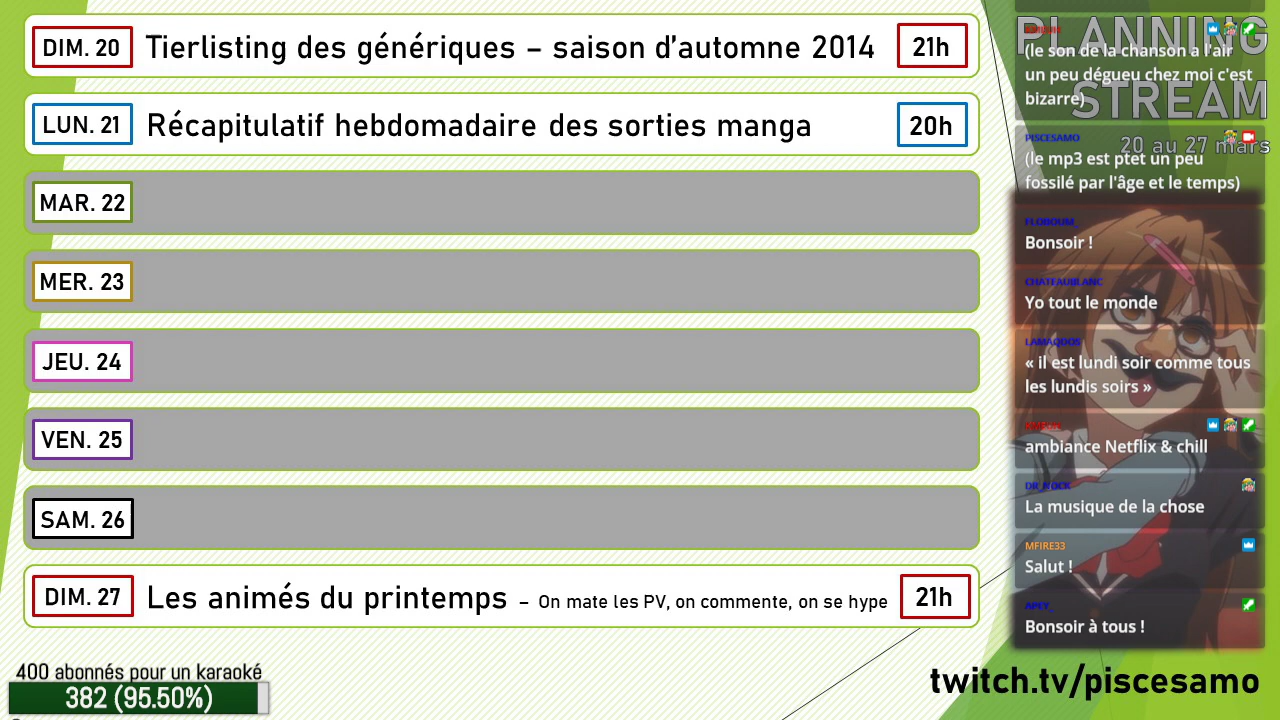 DIM. 20 Tierlisting des génériques – saison d'automne 2014 21h
LUN. 21 Récapitulatif hebdomadaire des sorties manga 20h
MAR. 22
MER. 23
JEU. 24
VEN. 25
SAM. 26
DIM. 27 Les animés du printemps – On mate les PV, on commente, on se hype 21h
400 abonnés pour un karaoké
382 (95.50%)
PLANNING
STREAM
20 au 27 mars
(le son de la chanson a l'air
un peu dégueu chez moi c'est
bizarre)
PISCESAMO
(le mp3 est ptet un peu
fossilé par l'âge et le temps)
Bonsoir !
CHATEAUBLANC
Yo tout le monde
LAMAQUOS
« il est lundi soir comme tous
les lundis soirs »
ambiance Netflix & chill
La musique de la chose
MFIRE33
Salut !
Bonsoir à tous !
twitch.tv/piscesamo